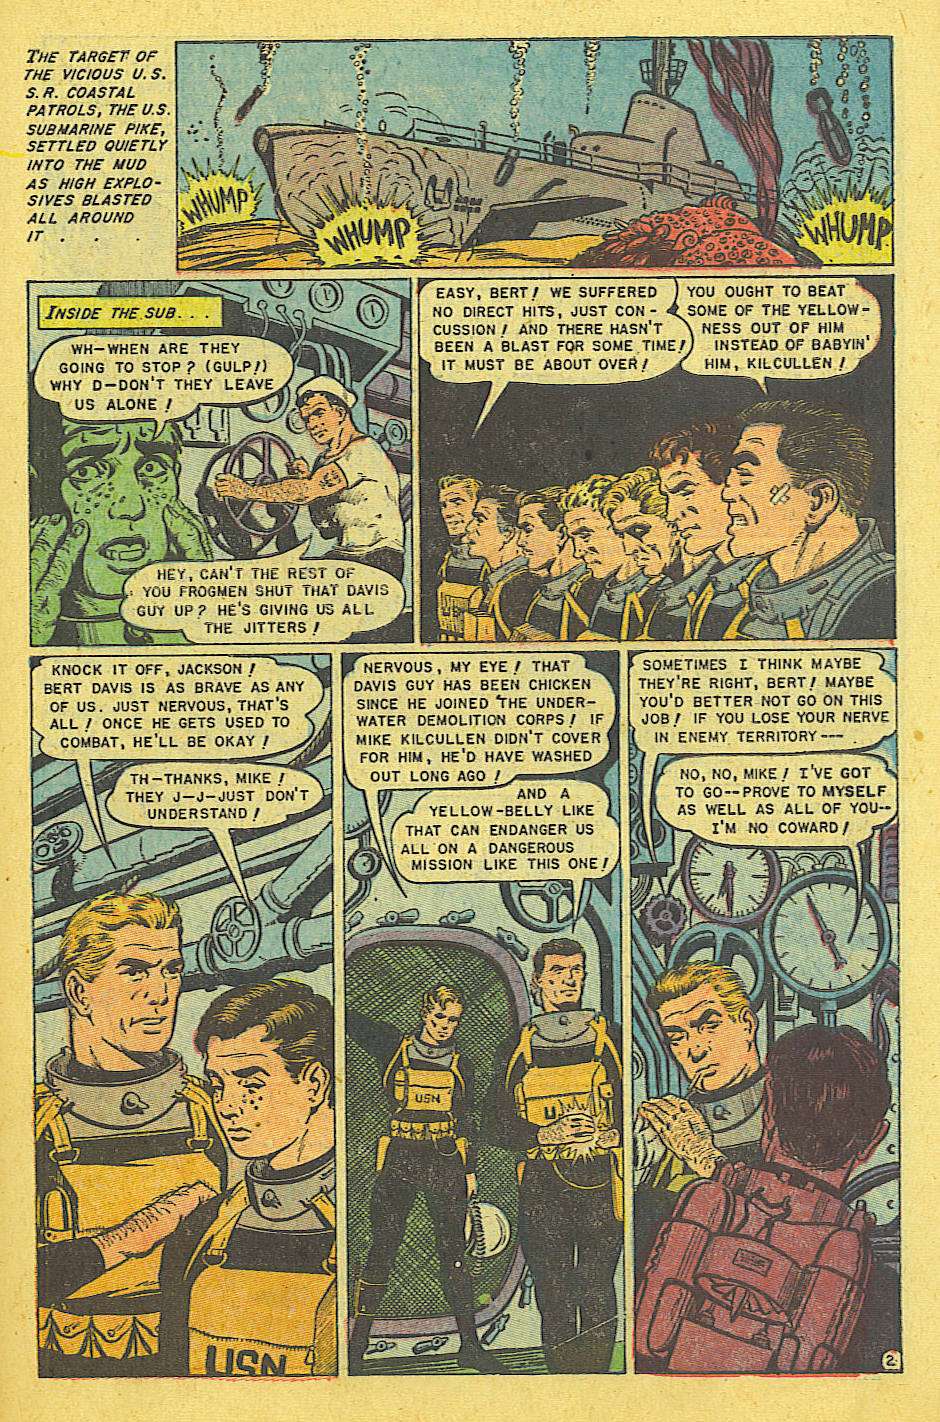 THE TARGET OF
THE VICIOUS U.S.
S.R. COASTAL
PATROLS, THE U.S.
SUBMARINE PIKE,
SETTLED QUIETLY
INTO THE MUD
AS HIGH EXPLO-
SIVES BLASTED
ALL AROUND
IT . . . .
WHUMP
WHUMP
WHUMP
INSIDE THE SUB . . .
WH-WHEN ARE THEY
GOING TO STOP? (GULP!)
WHY D-DON'T THEY LEAVE
US ALONE!
HEY, CAN'T THE REST OF
YOU FROGMEN SHUT THAT DAVIS
GUY UP? HE'S GIVING US ALL
THE JITTERS!
EASY, BERT! WE SUFFERED
NO DIRECT HITS, JUST CON-
CUSSION! AND THERE HASN'T
BEEN A BLAST FOR SOME TIME!
IT MUST BE ABOUT OVER!
YOU OUGHT TO BEAT
SOME OF THE YELLOW-
NESS OUT OF HIM
INSTEAD OF BABYIN'
HIM, KILCULLEN!
KNOCK IT OFF, JACKSON!
BERT DAVIS IS AS BRAVE AS ANY
OF US. JUST NERVOUS, THAT'S
ALL! ONCE HE GETS USED TO
COMBAT, HE'LL BE OKAY!
TH-THANKS, MIKE!
THEY J-J-JUST DON'T
UNDERSTAND!
USN
NERVOUS, MY EYE! THAT
DAVIS GUY HAS BEEN CHICKEN
SINCE HE JOINED THE UNDER-
WATER DEMOLITION CORPS! IF
MIKE KILCULLEN DIDN'T COVER
FOR HIM, HE'D HAVE WASHED
OUT LONG AGO!
AND A
YELLOW-BELLY LIKE
THAT CAN ENDANGER US
ALL ON A DANGEROUS
MISSION LIKE THIS ONE!
USN
U
SOMETIMES I THINK MAYBE
THEY'RE RIGHT, BERT! MAYBE
YOU'D BETTER NOT GO ON THIS
JOB! IF YOU LOSE YOUR NERVE
IN ENEMY TERRITORY---
NO, NO, MIKE! I'VE GOT
TO GO--PROVE TO MYSELF
AS WELL AS ALL OF YOU--
I'M NO COWARD!
2